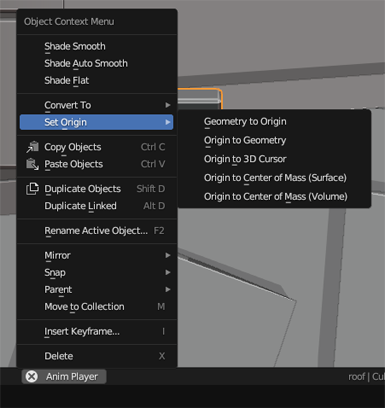 Object Context Menu
Shade Smooth
Shade Auto Smooth
Shade Flat
Convert To
Set Origin
Geometry to Origin
Origin to Geometry
Origin to 3D Cursor
Origin to Center of Mass (Surface)
Origin to Center of Mass (Volume)
Copy Objects Ctrl C
Paste Objects Ctrl V
Duplicate Objects Shift D
Duplicate Linked Alt D
Rename Active Object... F2
Mirror
Snap
Parent
Move to Collection M
Insert Keyframe... I
Delete X
Anim Player
roof | Cu